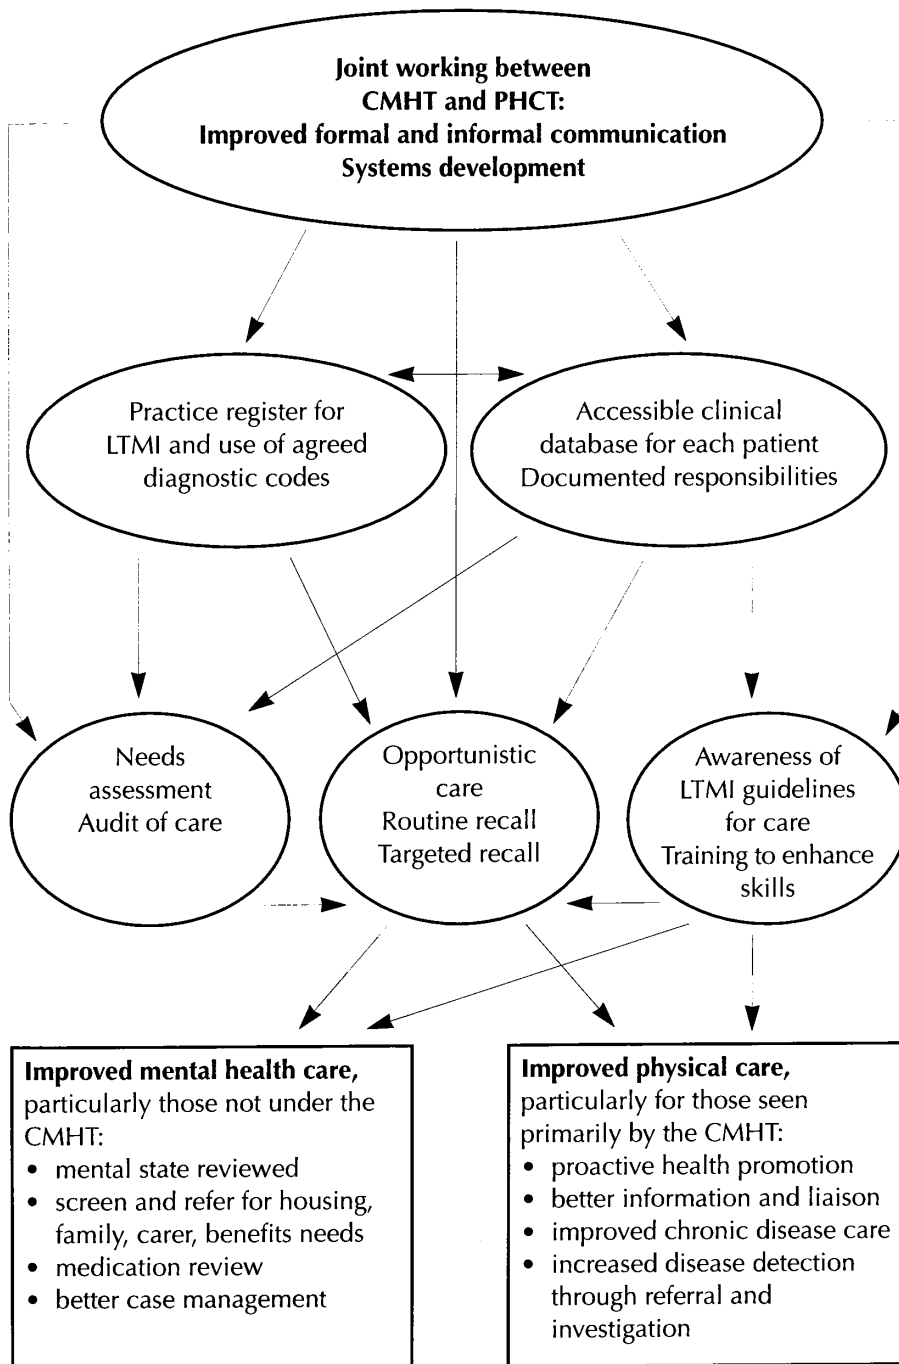 Joint working between
CMHT and PHCT:
Improved formal and informal communication
Systems development
Practice register for
LTMI and use of agreed
diagnostic codes
Accessible clinical
database for each patient
Documented responsibilities
Needs
assessment
Audit of care
Opportunistic
care
Routine recall
Targeted recall
Awareness of
LTMI guidelines
for care
Training to enhance
skills
Improved mental health care,
particularly those not under the
CMHT:
• mental state reviewed
• screen and refer for housing,
family, carer, benefits needs
• medication review
• better case management
Improved physical care,
particularly for those seen
primarily by the CMHT:
• proactive health promotion
• better information and liaison
• improved chronic disease care
• increased disease detection
through referral and
investigation